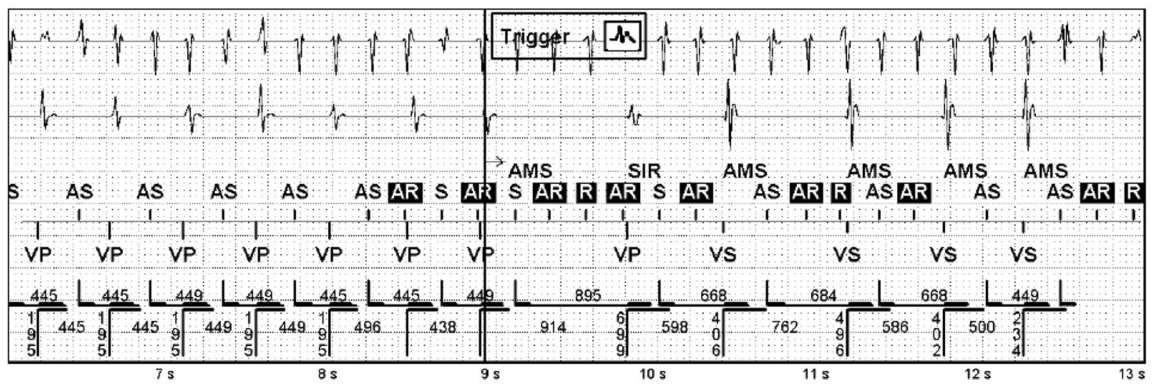 Trigger
AMS SIR AMS AMS AMS AMS
S AS AS AS AS AS AR S AR S AR R AR S AR AS AR R AS AR AS AS AR R
VP VP VP VP VP VP VP VP VS VS VS VS
445 445 449 449 445 445 449 895 668 684 668 449
195 445 195 445 195 449 195 449 195 496 438 914 699 598 406 762 496 586 402 500 234
7 s 8 s 9 s 10 s 11 s 12 s 13 s